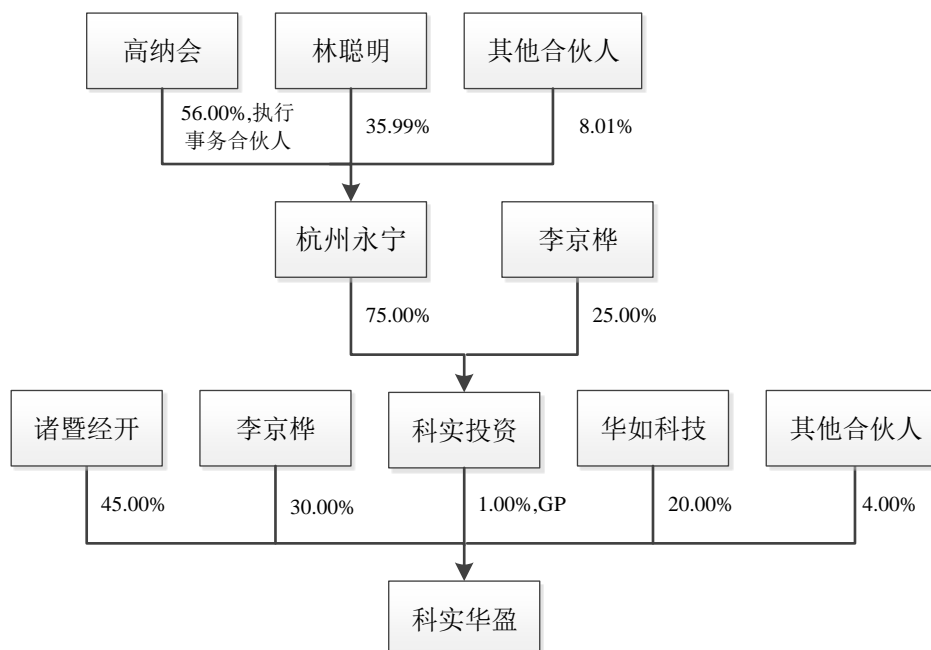 高纳会
林聪明
其他合伙人
56.00%,执行
事务合伙人
35.99%
8.01%
杭州永宁
李京桦
75.00%
25.00%
诸暨经开
李京桦
科实投资
华如科技
其他合伙人
45.00%
30.00%
1.00%,GP
20.00%
4.00%
科实华盈